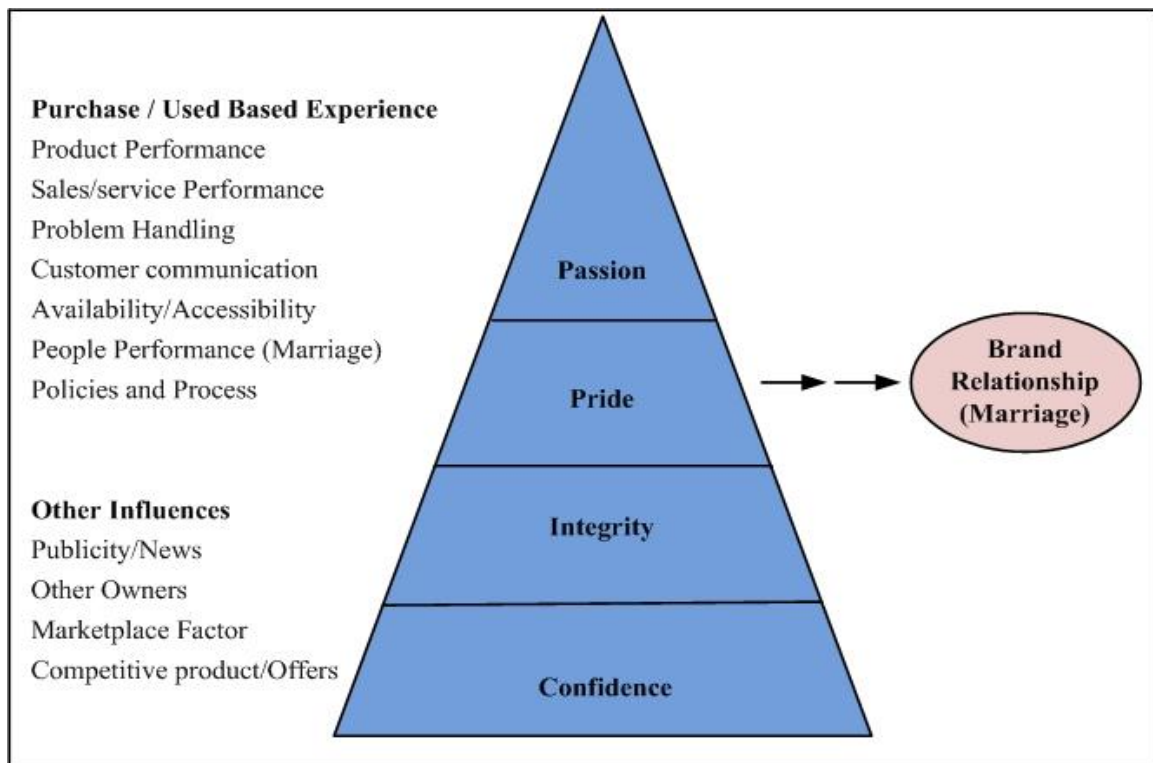 Purchase / Used Based Experience
Product Performance
Sales/service Performance
Problem Handling
Customer communication
Availability/Accessibility
People Performance (Marriage)
Policies and Process
Other Influences
Publicity/News
Other Owners
Marketplace Factor
Competitive product/Offers
Passion
Pride
Integrity
Confidence
Brand
Relationship
(Marriage)